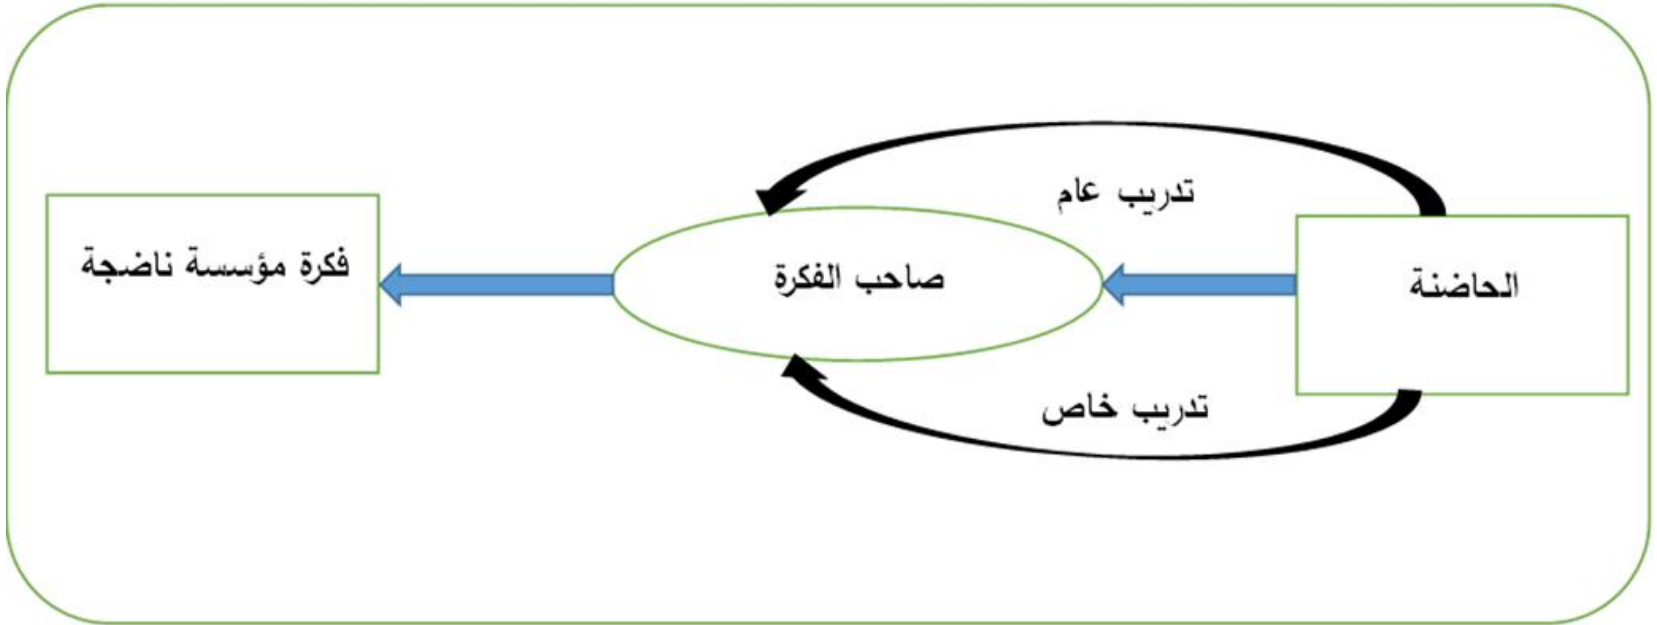 تدريب عام
الحاضنة
صاحب الفكرة
فكرة مؤسسة ناضجة
تدريب خاص